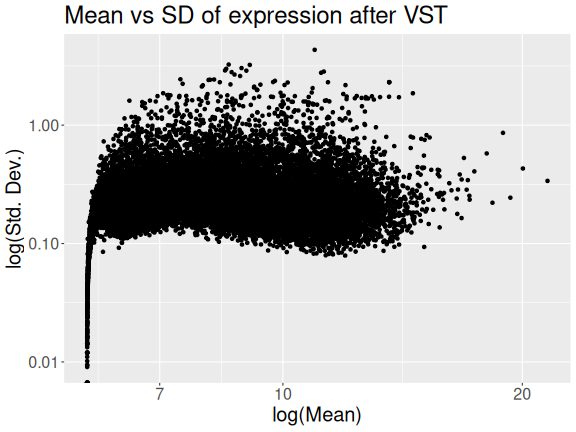 Mean vs SD of expression after VST
log(Std. Dev.)
1.00
0.10
0.01
7
10
20
log(Mean)